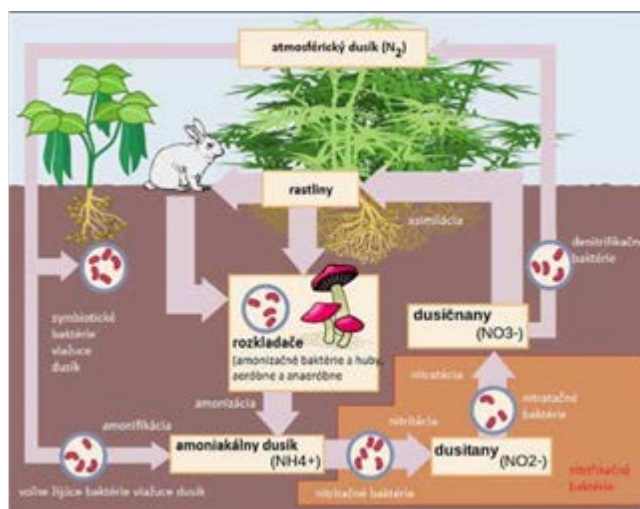 atmosférický dusík (N2)
rastliny
asimilácia
denitrifikačné
baktérie
symbiotické
baktérie
viažuce
dusík
rozkladače
(amonizačné baktérie a huby,
aeróbne a anaeróbne
dusičnany
(NO3-)
amonizácia
nitratácia
nitratačné
baktérie
amonifikácia
amoniakálny dusík
(NH4+)
nitritácia
dusitany
(NO2-)
voľne žijúce baktérie viažuce dusík
nitritačné baktérie
nitrifikačné
baktérie